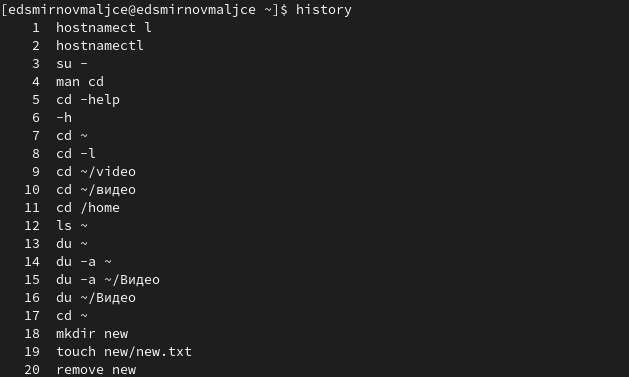 [edsmirnovmaljce@edsmirnovmaljce ~]$ history
1 hostnamect l
2 hostnamectl
3 su -
4 man cd
5 cd -help
6 -h
7 cd ~
8 cd -l
9 cd ~/video
10 cd ~/видео
11 cd /home
12 ls ~
13 du ~
14 du -a ~
15 du -a ~/Видео
16 du ~/Видео
17 cd ~
18 mkdir new
19 touch new/new.txt
20 remove new